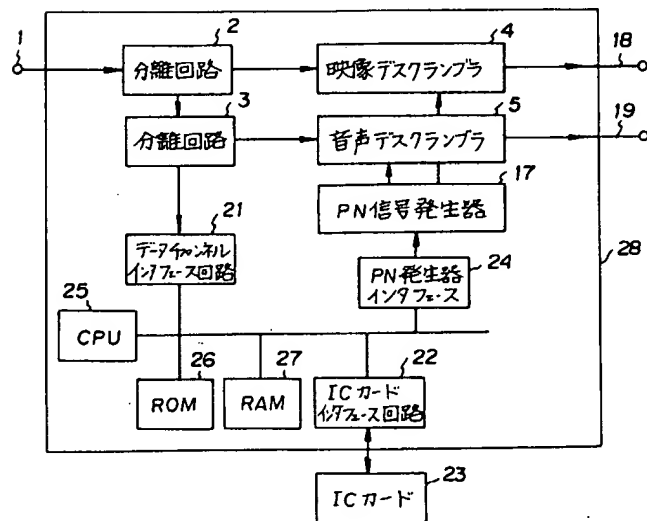 1
2
分離回路
4
映像デスクランブラ
18
3
分離回路
5
音声デスクランブラ
19
17
PN信号発生器
21
データチャンネル
インタフェース回路
24
PN発生器
インタフェース
28
25
CPU
26
ROM
27
RAM
22
ICカード
インタフェース回路
23
ICカード